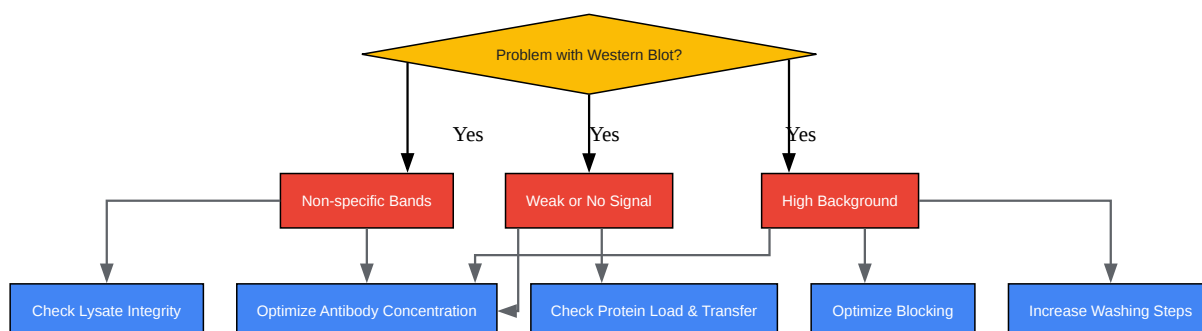 Problem with Western Blot?
Yes
Yes
Yes
Non-specific Bands
Weak or No Signal
High Background
Check Lysate Integrity
Optimize Antibody Concentration
Check Protein Load & Transfer
Optimize Blocking
Increase Washing Steps